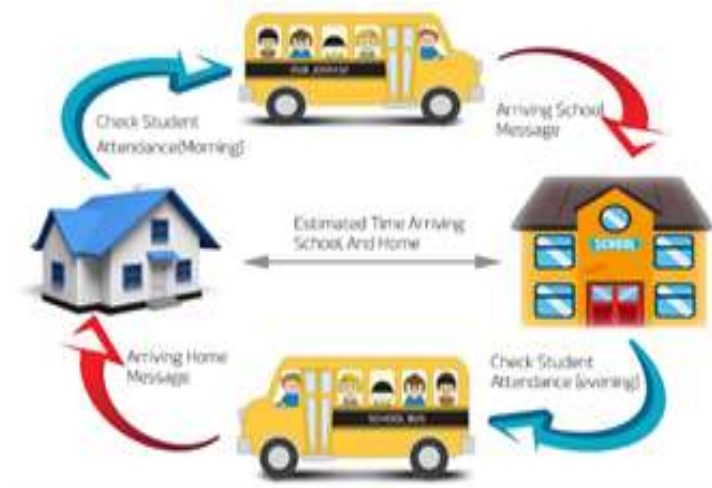 Check Student
Attendance(Morning)
Arriving School
Message
Estimated Time Arriving
School And Home
SCHOOL
Arriving Home
Message
Check Student
Attendance (evening)
SCHOOL BUS